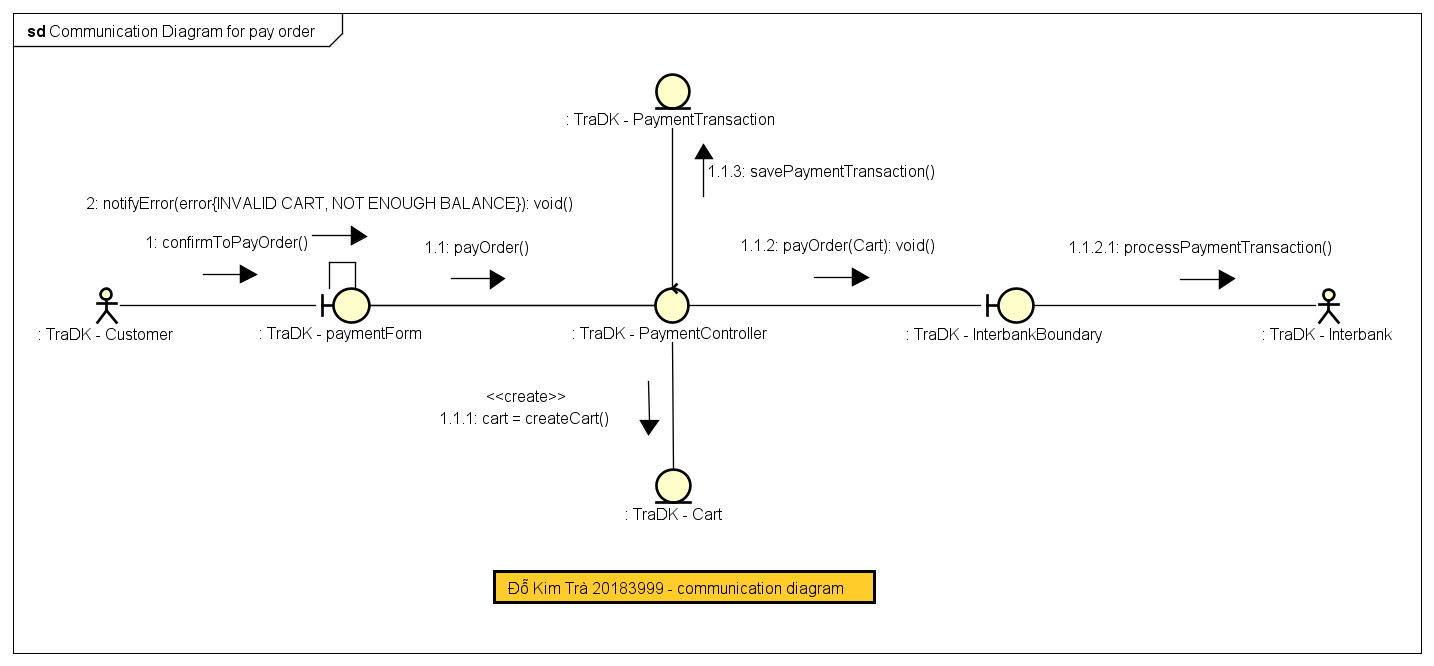 sd Communication Diagram for pay order
: TraDK - PaymentTransaction
1.1.3: savePaymentTransaction()
2: notifyError(error{INVALID CART, NOT ENOUGH BALANCE}): void()
1: confirmToPayOrder()
1.1: payOrder()
1.1.2: payOrder(Cart): void()
1.1.2.1: processPaymentTransaction()
: TraDK - Customer
: TraDK - paymentForm
: TraDK - PaymentController
: TraDK - InterbankBoundary
: TraDK - Interbank
<<create>>
1.1.1: cart = createCart()
: TraDK - Cart
Đỗ Kim Trà 20183999 - communication diagram